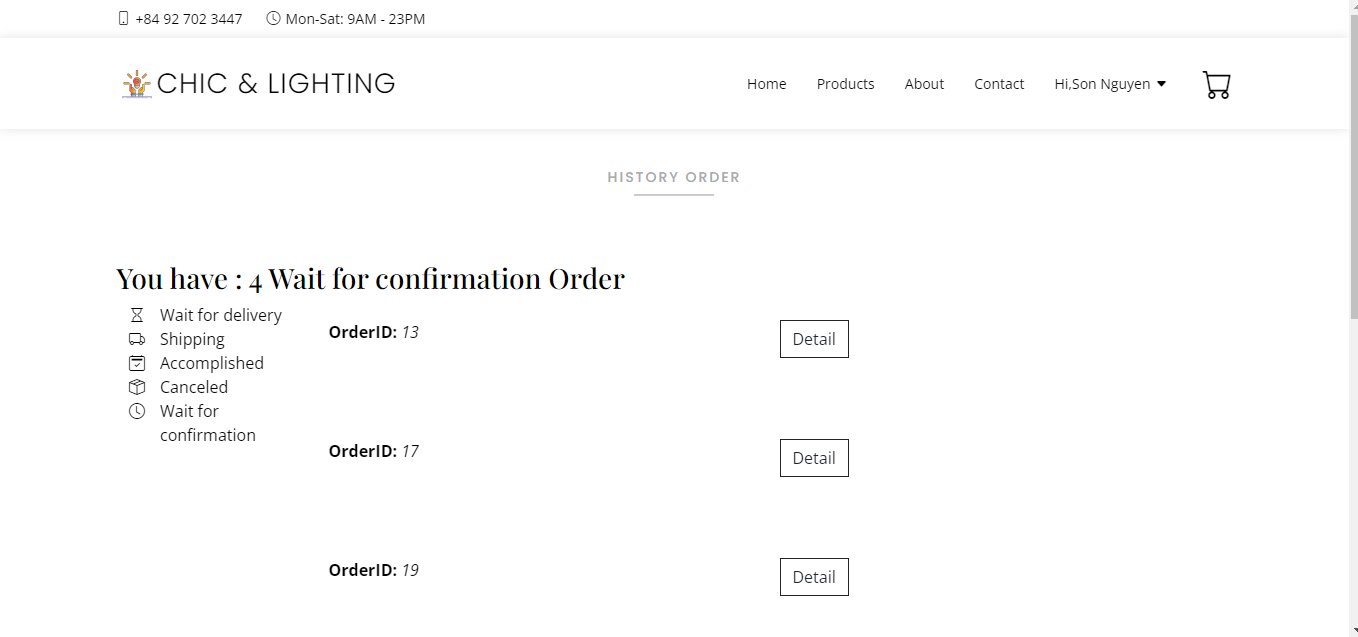 +84 92 702 3447 Mon-Sat: 9AM - 23PM
CHIC & LIGHTING Home Products About Contact Hi,Son Nguyen
HISTORY ORDER
You have : 4 Wait for confirmation Order
Wait for delivery
Shipping
Accomplished
Canceled
Wait for
confirmation
OrderID: 13 Detail
OrderID: 17 Detail
OrderID: 19 Detail